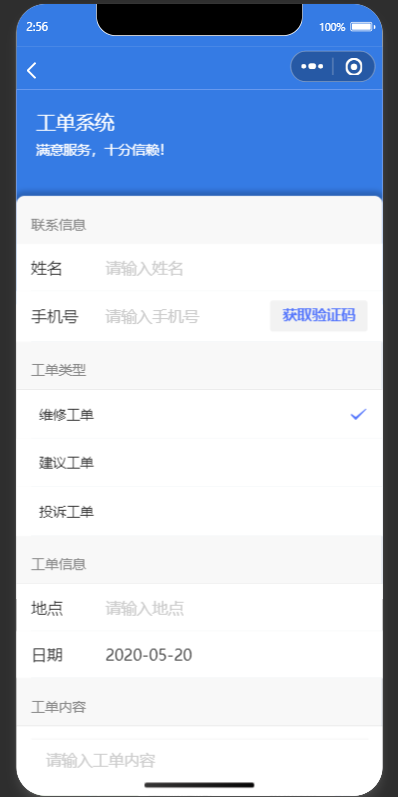 2:56
100%
工单系统
满意服务，十分信赖！
联系信息
姓名 请输入姓名
手机号 请输入手机号 获取验证码
工单类型
维修工单
建议工单
投诉工单
工单信息
地点 请输入地点
日期 2020-05-20
工单内容
请输入工单内容